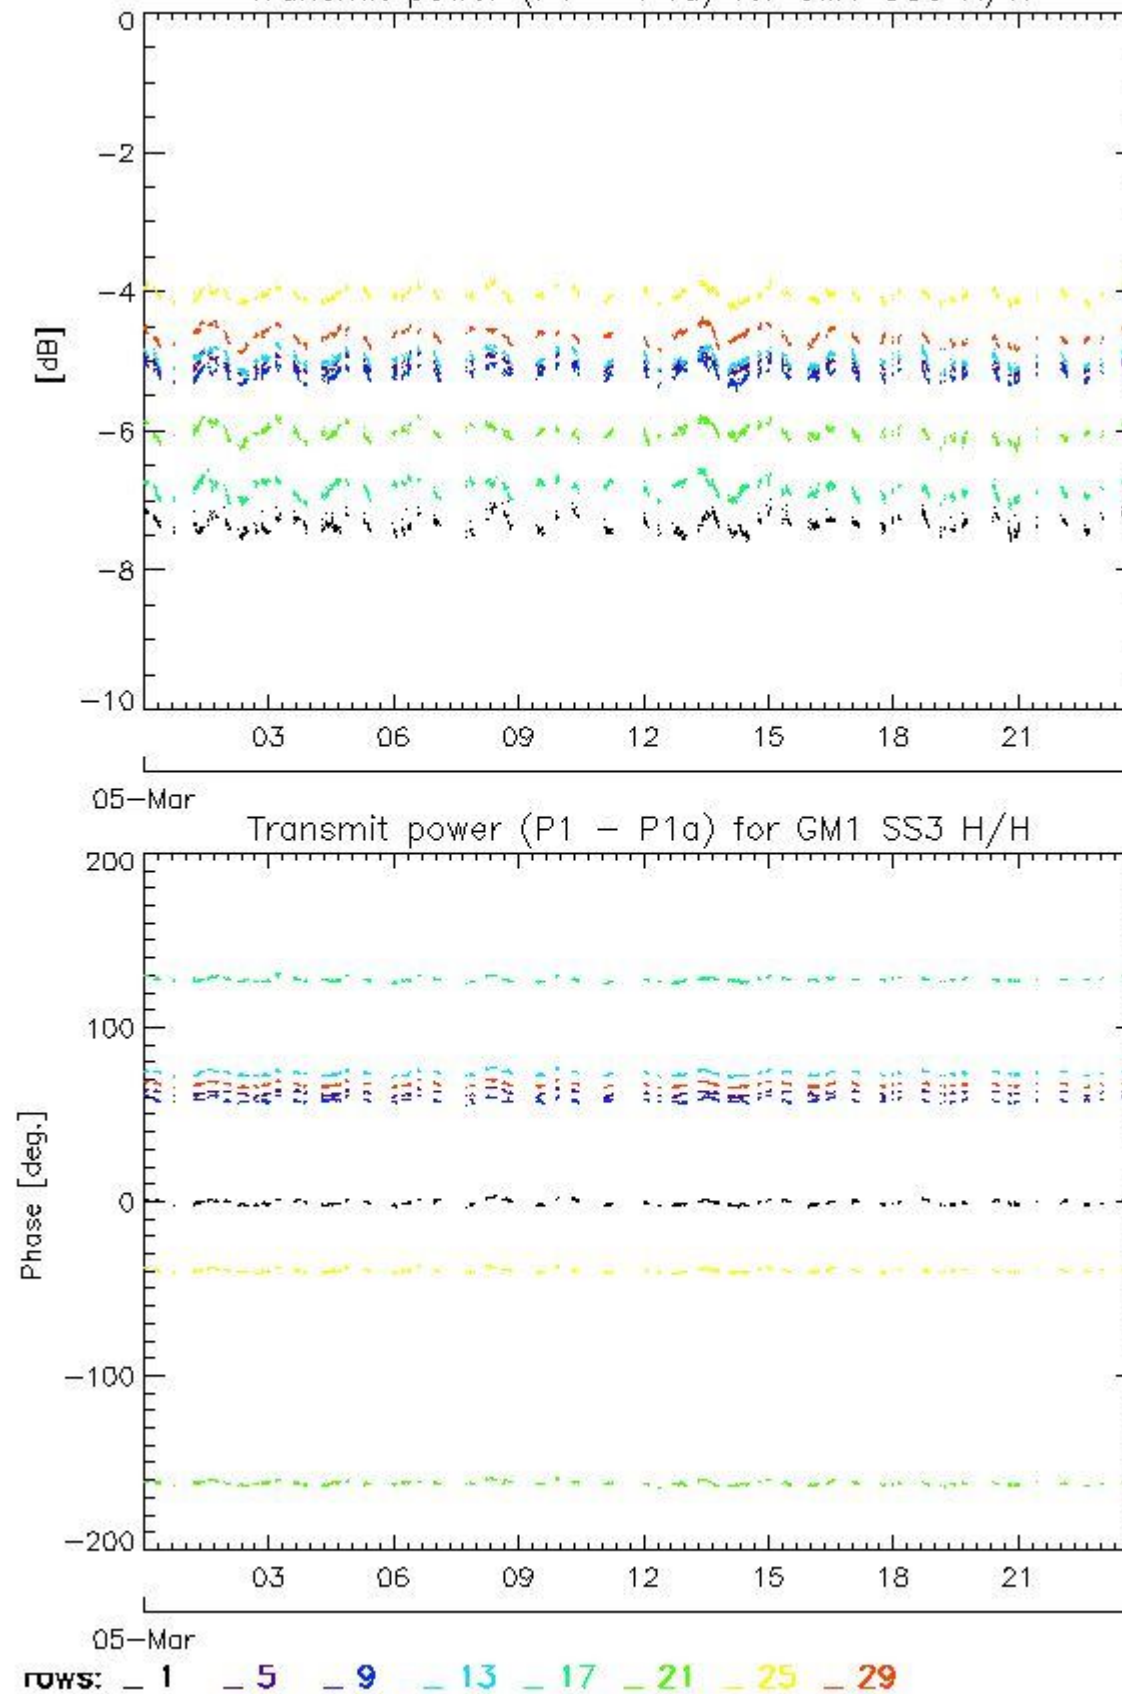 0
-2
-4
[dB]
-6
-8
-10
03 06 09 12 15 18 21
05-Mar
Transmit power (P1 - P1a) for GM1 SS3 H/H
200
100
Phase [deg.]
0
-100
-200
03 06 09 12 15 18 21
05-Mar
rows: _ 1 _ 5 _ 9 _ 13 _ 17 _ 21 _ 25 _ 29